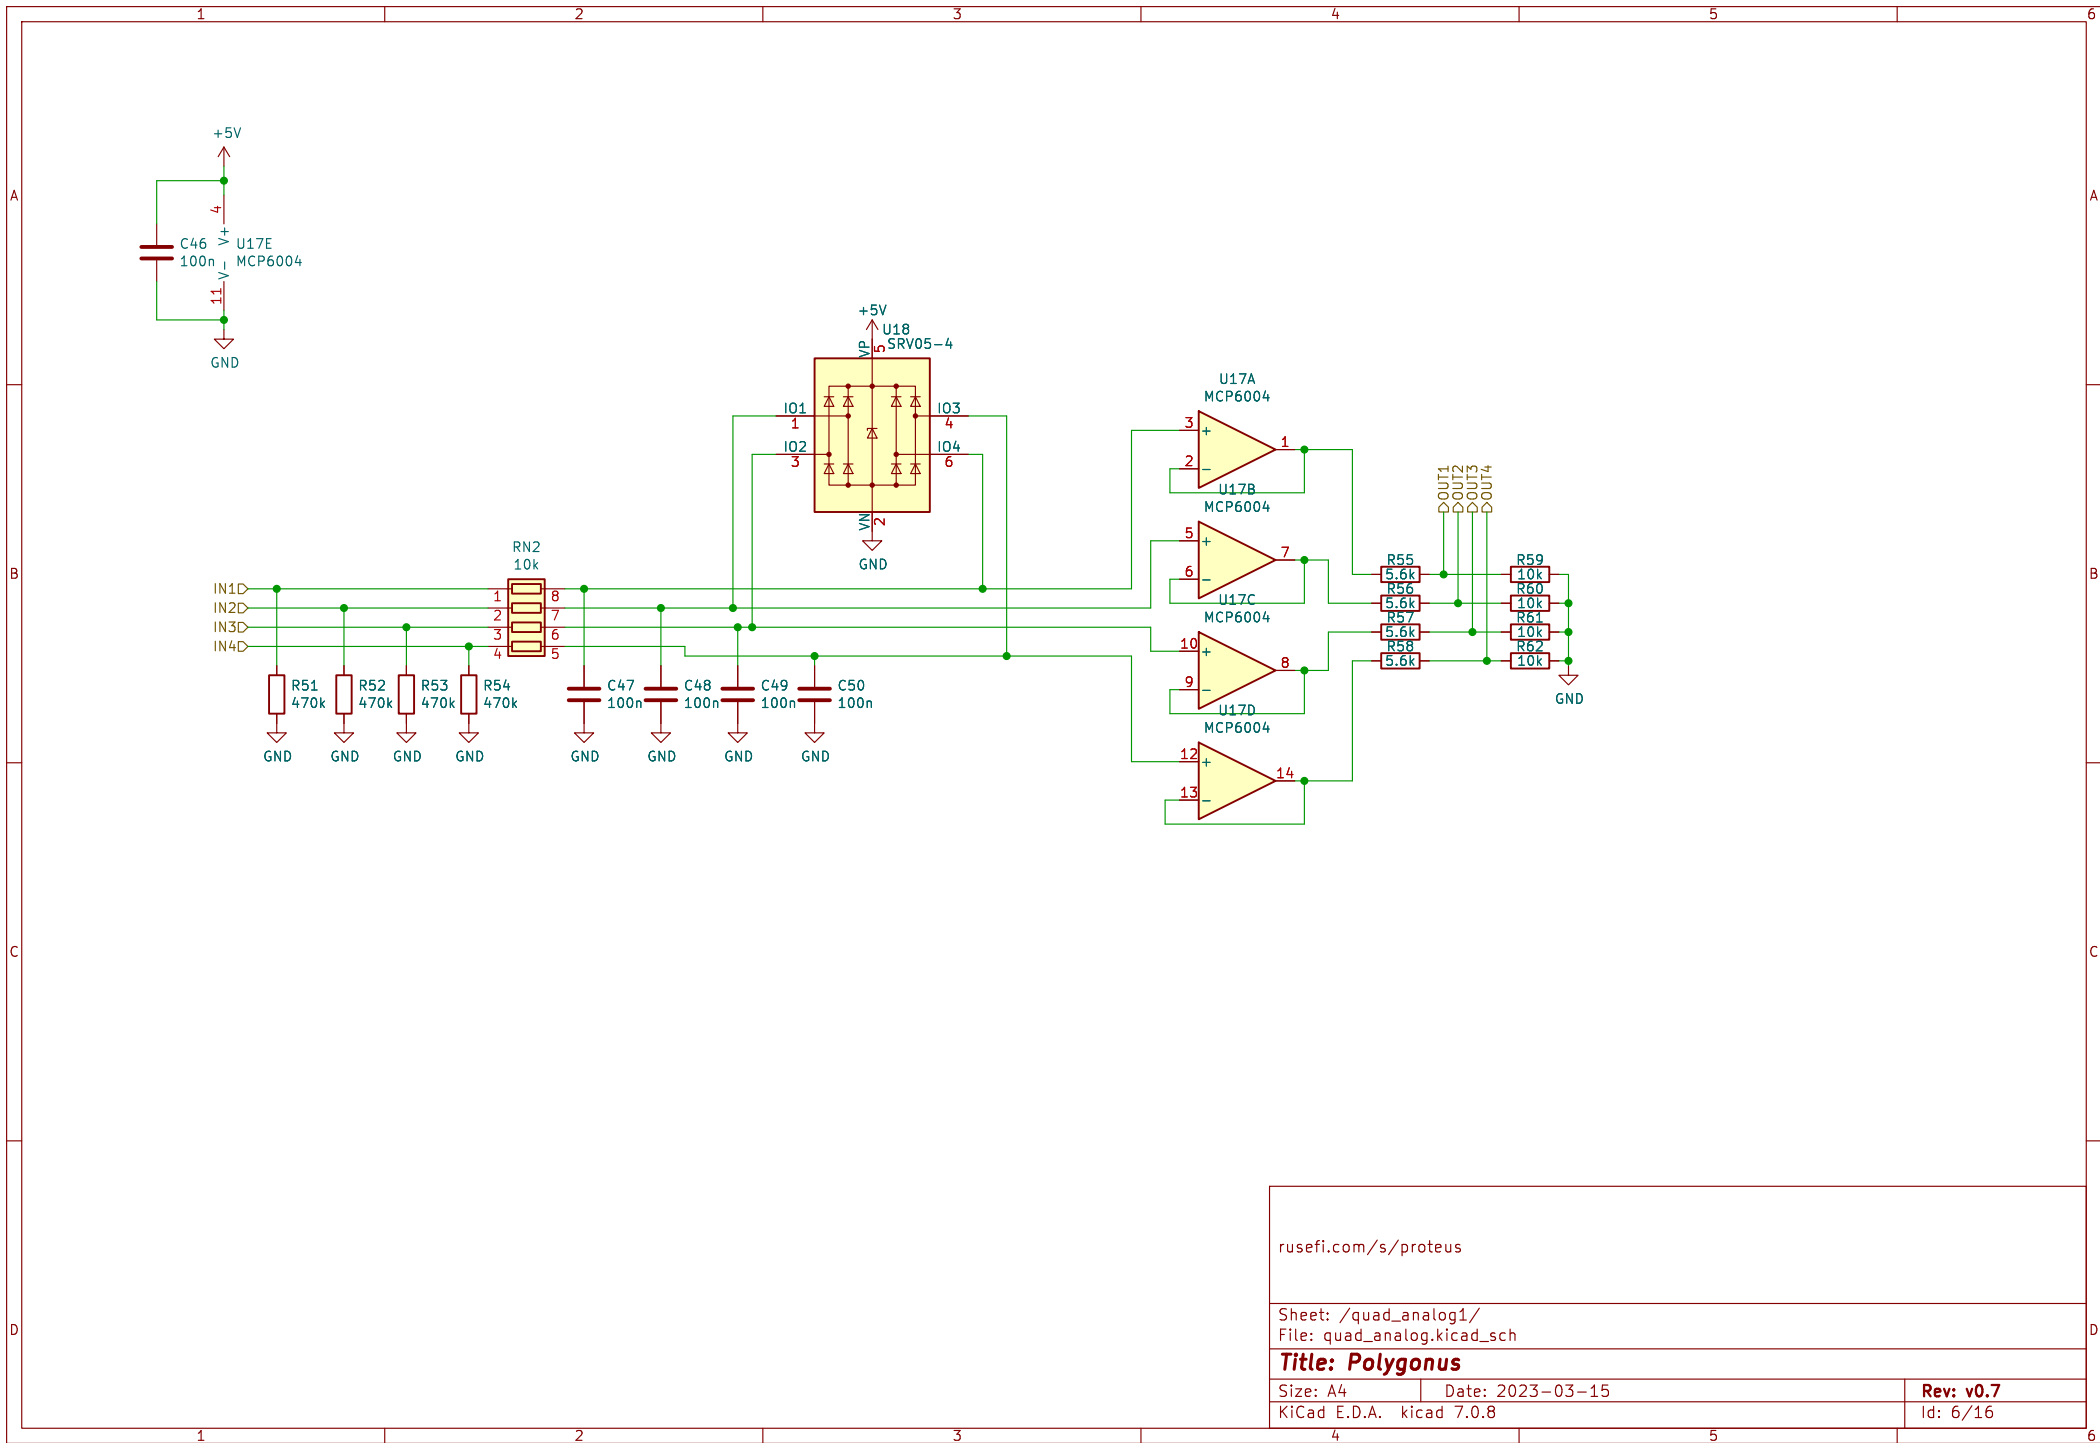 1 2 3 4 5 6
A A
B B
C C
D D
+5V
4
V+
V-
11
C46
100n
U17E
MCP6004
GND
+5V
U18
SRV05-4
VP
5
IO1
1
IO2
3
IO3
4
IO4
6
VN
2
GND
IN1
IN2
IN3
IN4
RN2
10k
1 8
2 7
3 6
4 5
R51
470k
R52
470k
R53
470k
R54
470k
C47
100n
C48
100n
C49
100n
C50
100n
GND GND GND GND GND GND GND GND
U17A
MCP6004
3
+
2
-
1
U17B
MCP6004
5
+
6
-
7
U17C
MCP6004
10
+
9
-
8
U17D
MCP6004
12
+
13
-
14
OUT1
OUT2
OUT3
OUT4
R55
5.6k
R56
5.6k
R57
5.6k
R58
5.6k
R59
10k
R60
10k
R61
10k
R62
10k
GND
rusefi.com/s/proteus
Sheet: /quad_analog1/
File: quad_analog.kicad_sch
Title: Polygonus
Size: A4 Date: 2023-03-15 Rev: v0.7
KiCad E.D.A. kicad 7.0.8 Id: 6/16
1 2 3 4 5 6